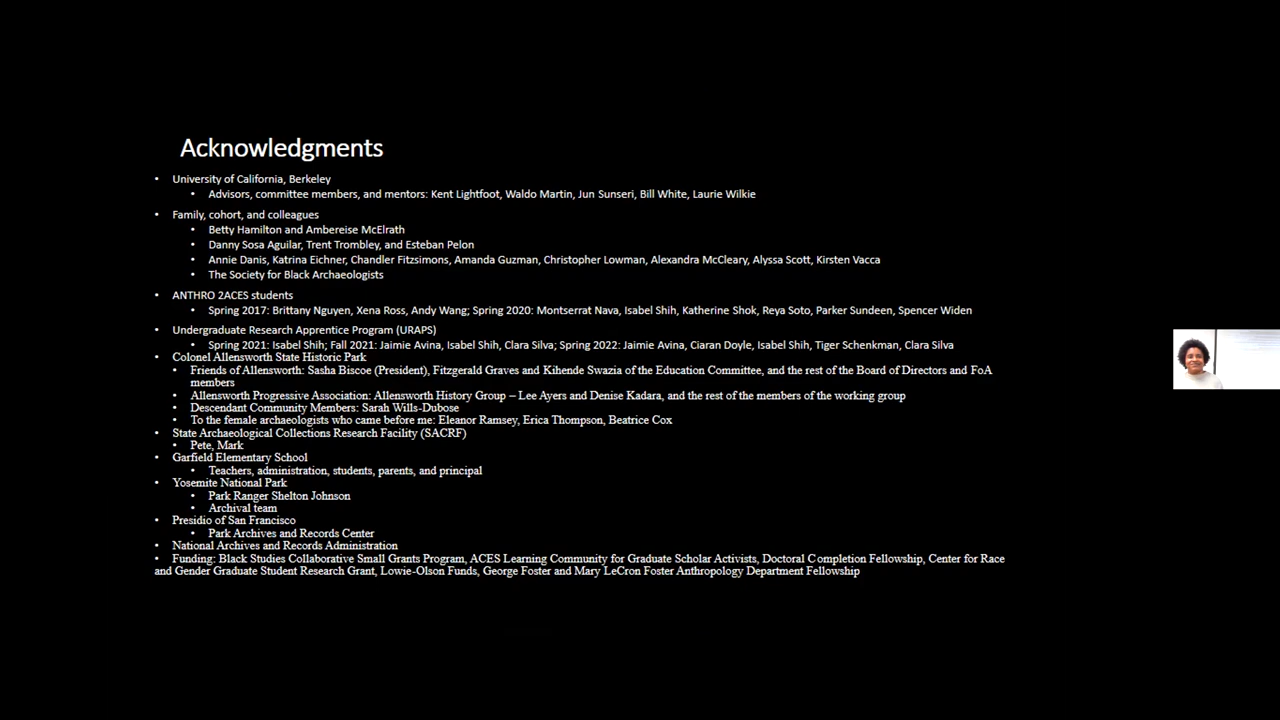 Acknowledgments
• University of California, Berkeley
• Advisors, committee members, and mentors: Kent Lightfoot, Waldo Martin, Jun Sunseri, Bill White, Laurie Wilkie
• Family, cohort, and colleagues
• Betty Hamilton and Ambereise McElrath
• Danny Sosa Aguilar, Trent Trombley, and Esteban Pelon
• Annie Danis, Katrina Eichner, Chandler Fitzsimons, Amanda Guzman, Christopher Lowman, Alexandra McCleary, Alyssa Scott, Kirsten Vacca
• The Society for Black Archaeologists
• ANTHRO 2ACES students
• Spring 2017: Brittany Nguyen, Xena Ross, Andy Wang; Spring 2020: Montserrat Nava, Isabel Shih, Katherine Shok, Reya Soto, Parker Sundeen, Spencer Widen
• Undergraduate Research Apprentice Program (URAPS)
• Spring 2021: Isabel Shih; Fall 2021: Jaimie Avina, Isabel Shih, Clara Silva; Spring 2022: Jaimie Avina, Ciaran Doyle, Isabel Shih, Tiger Schenkman, Clara Silva
• Colonel Allensworth State Historic Park
• Friends of Allensworth: Sasha Biscoe (President), Fitzgerald Graves and Kihende Swazia of the Education Committee, and the rest of the Board of Directors and FoA
members
• Allensworth Progressive Association: Allensworth History Group – Lee Ayers and Denise Kadara, and the rest of the members of the working group
• Descendant Community Members: Sarah Wills-Dubose
• To the female archaeologists who came before me: Eleanor Ramsey, Erica Thompson, Beatrice Cox
• State Archaeological Collections Research Facility (SACRF)
• Pete, Mark
• Garfield Elementary School
• Teachers, administration, students, parents, and principal
• Yosemite National Park
• Park Ranger Shelton Johnson
• Archival team
• Presidio of San Francisco
• Park Archives and Records Center
• National Archives and Records Administration
• Funding: Black Studies Collaborative Small Grants Program, ACES Learning Community for Graduate Scholar Activists, Doctoral Completion Fellowship, Center for Race
and Gender Graduate Student Research Grant, Lowie-Olson Funds, George Foster and Mary LeCron Foster Anthropology Department Fellowship